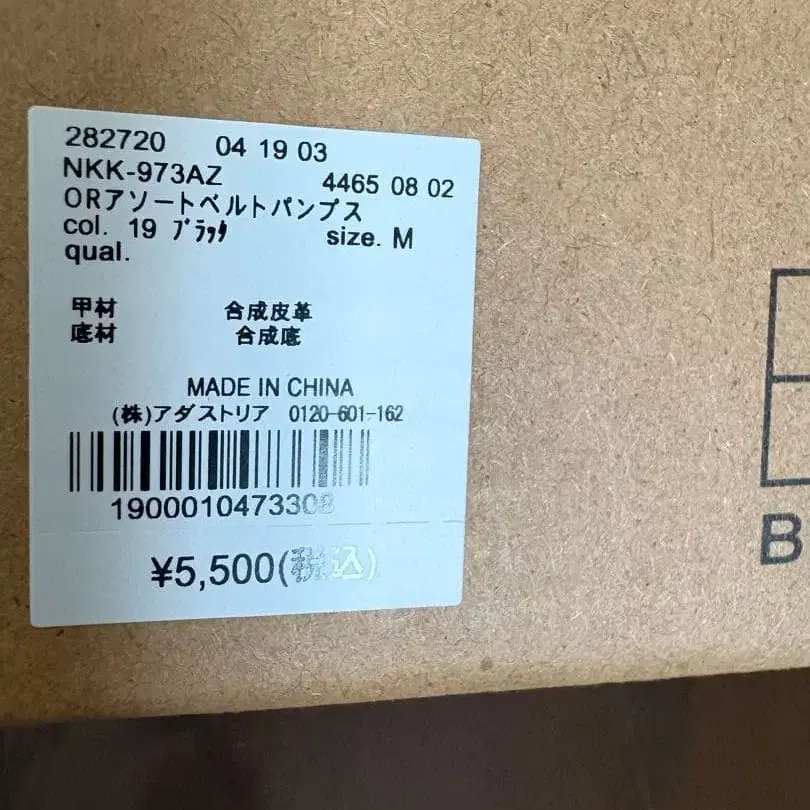 282720 04 19 03
NKK-973AZ 4465 08 02
ORアソートベルトパンプス
col. 19 ブラック size. M
qual.
甲材 合成皮革
底材 合成底
MADE IN CHINA
(株)アダストリア 0120-601-162
1900010473308
¥5,500(税込)
B